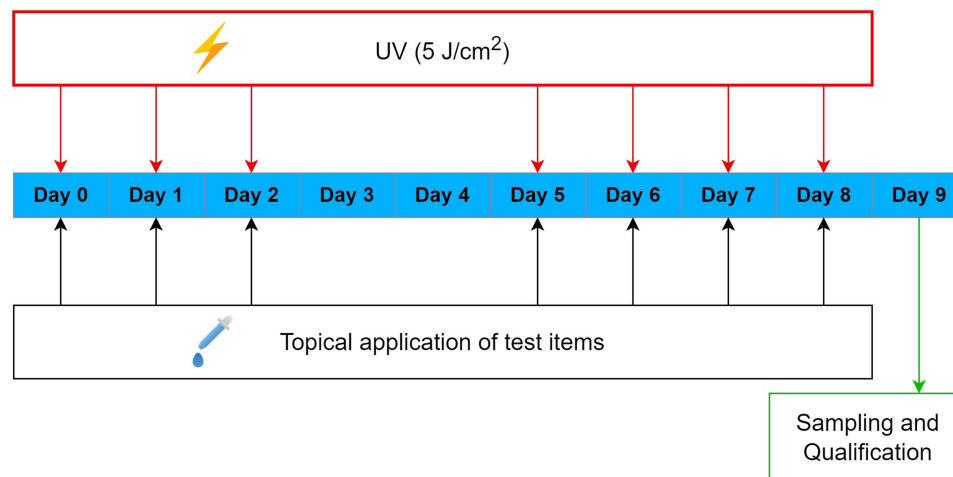 UV (5 J/cm²)
Day 0 Day 1 Day 2 Day 3 Day 4 Day 5 Day 6 Day 7 Day 8 Day 9
Topical application of test items
Sampling and
Qualification